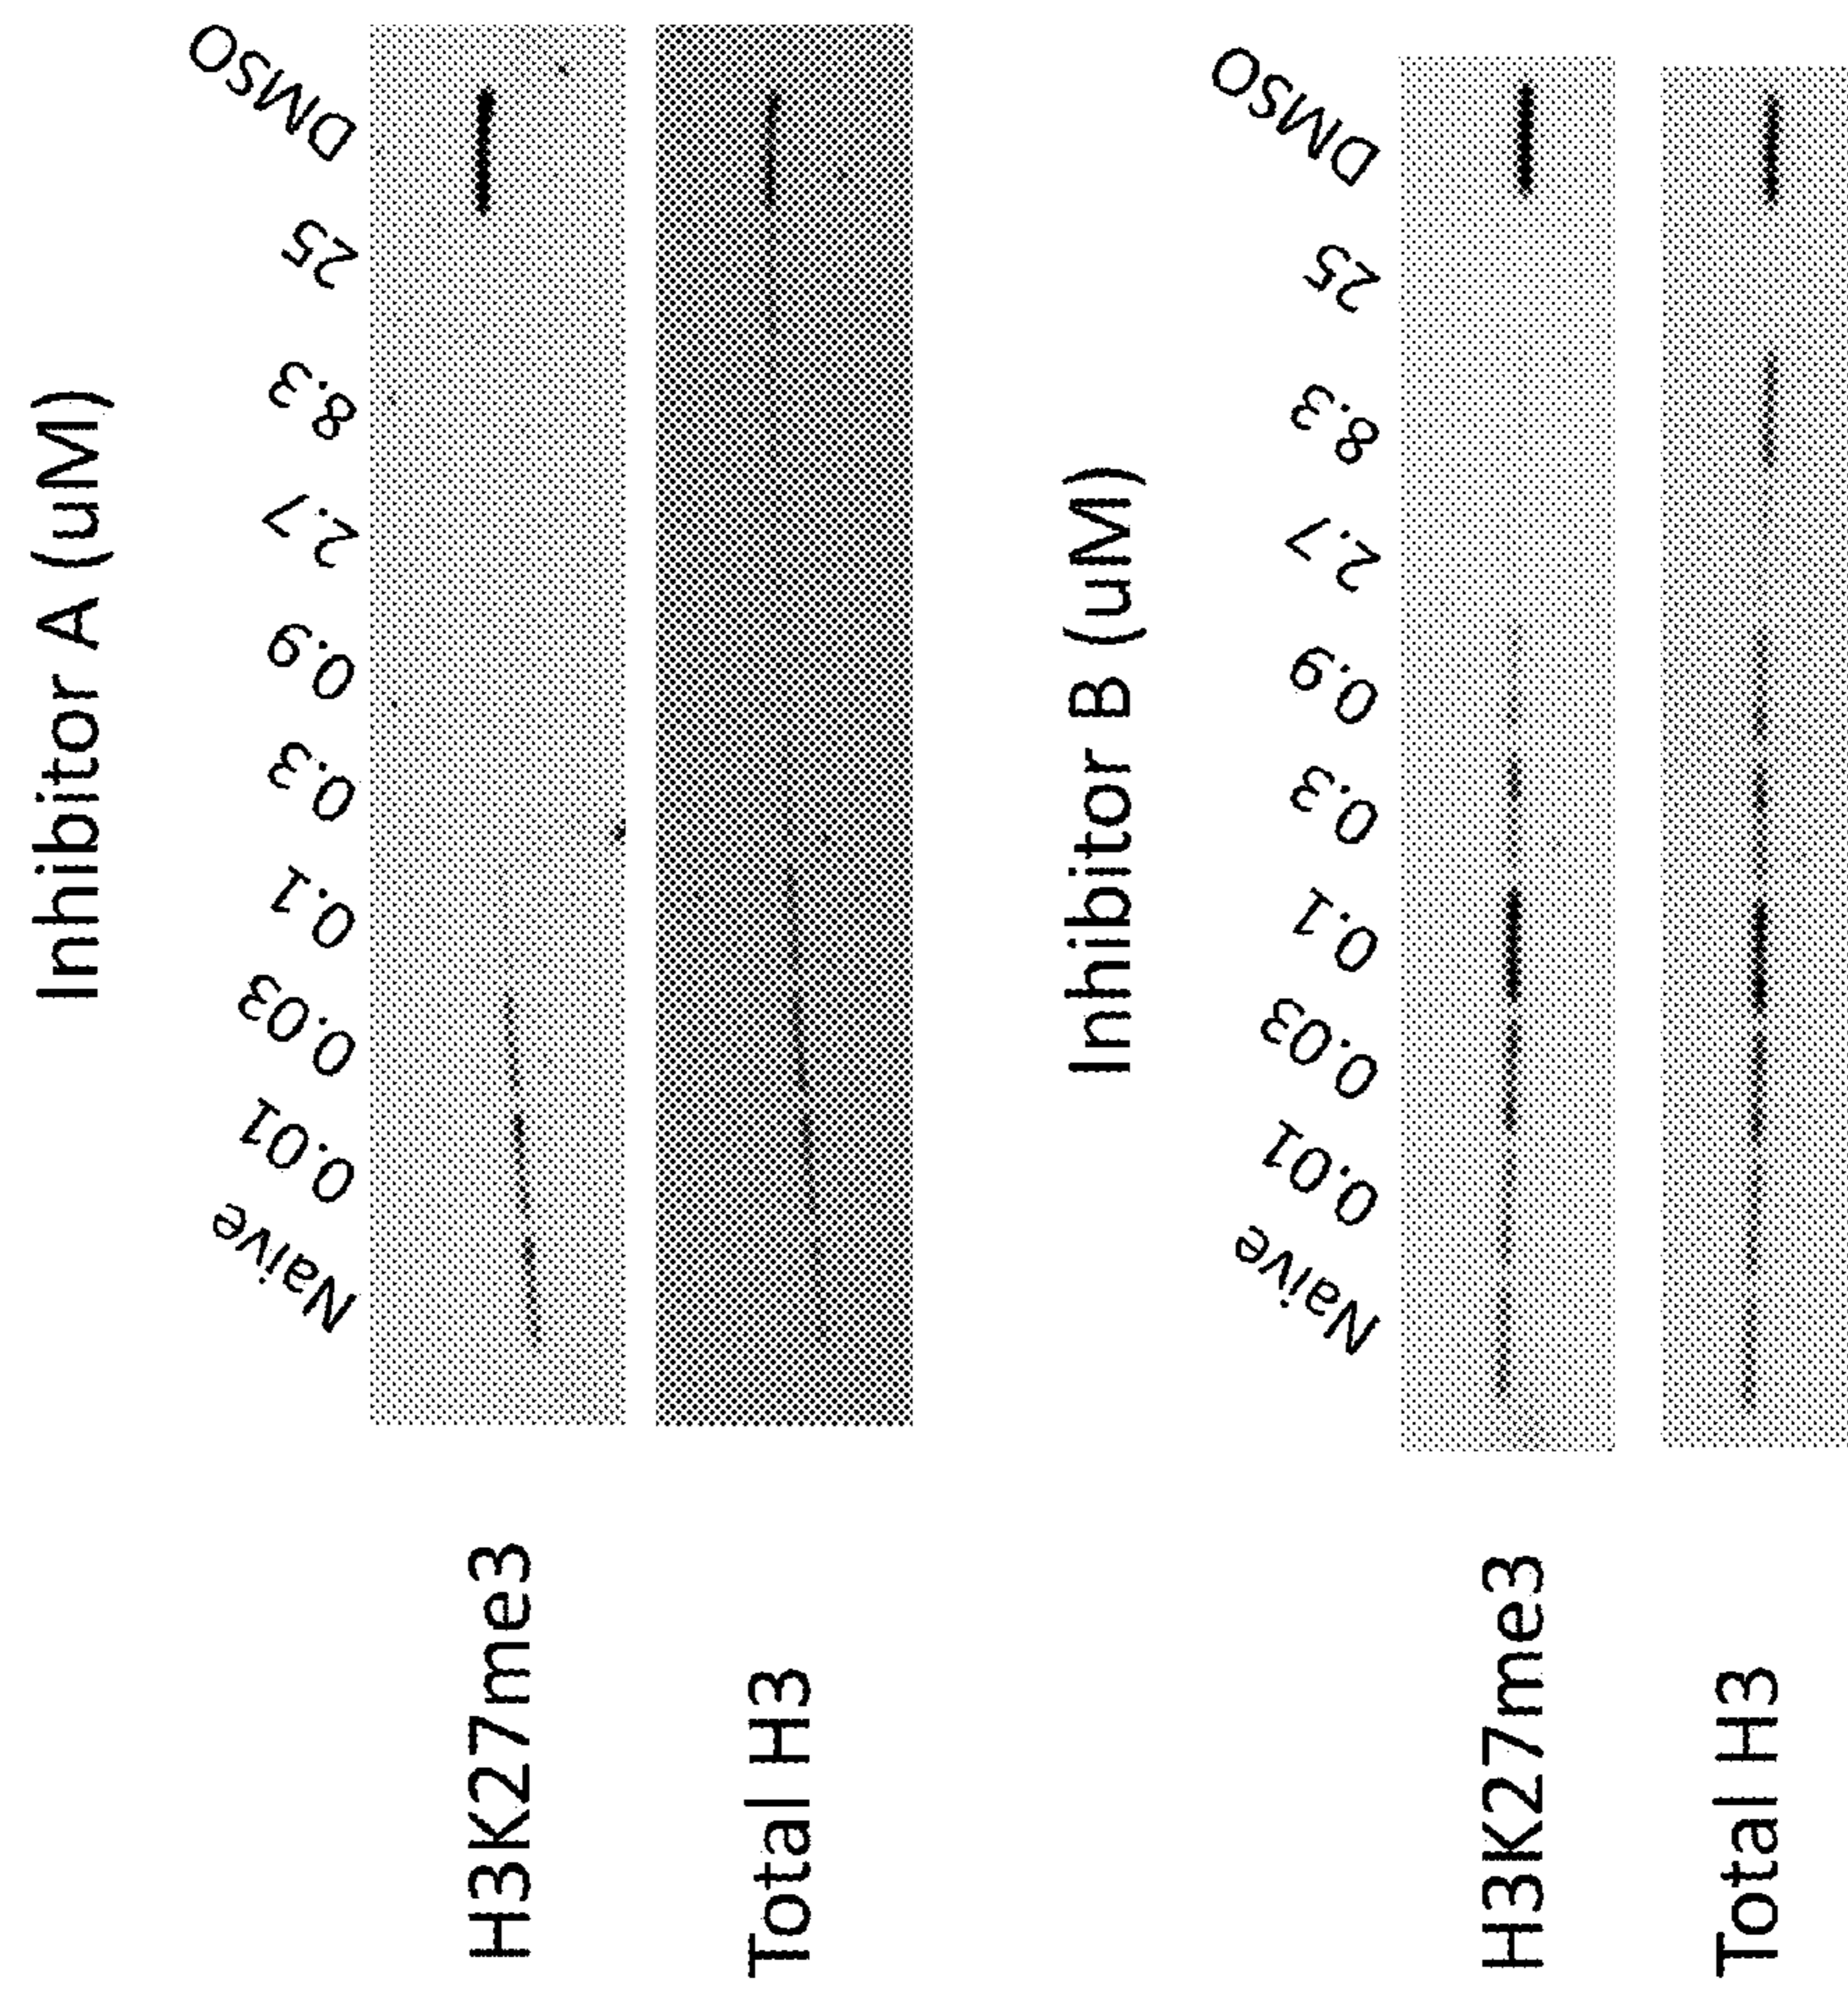 Inhibitor A (uM)
Naive 0.01 0.03 0.1 0.3 0.9 2.7 8.3 25 DMSO
H3K27me3
Total H3
Inhibitor B (uM)
Naive 0.01 0.03 0.1 0.3 0.9 2.7 8.3 25 DMSO
H3K27me3
Total H3